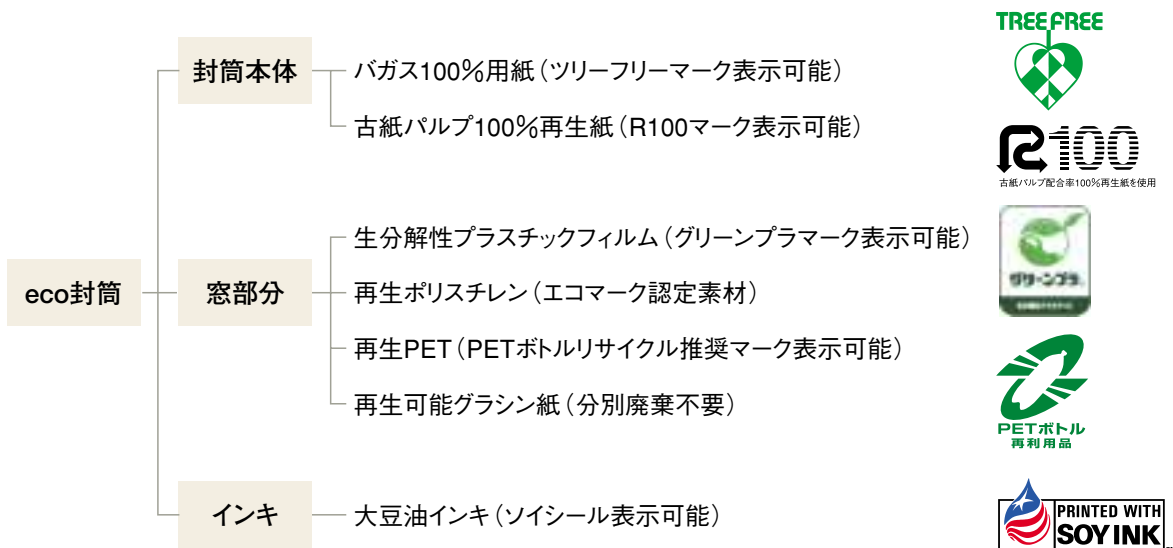 TREE FREE
封筒本体
バガス100%用紙(ツリーフリーマーク表示可能)
古紙パルプ100%再生紙(R100マーク表示可能)
R100
古紙パルプ配合率100%再生紙を使用
生分解性プラスチックフィルム(グリーンプラマーク表示可能)
グリーンプラ
eco封筒
窓部分
再生ポリスチレン(エコマーク認定素材)
再生PET(PETボトルリサイクル推奨マーク表示可能)
再生可能グラシン紙(分別廃棄不要)
PETボトル
再利用品
インキ
大豆油インキ(ソイシール表示可能)
PRINTED WITH
SOY INK